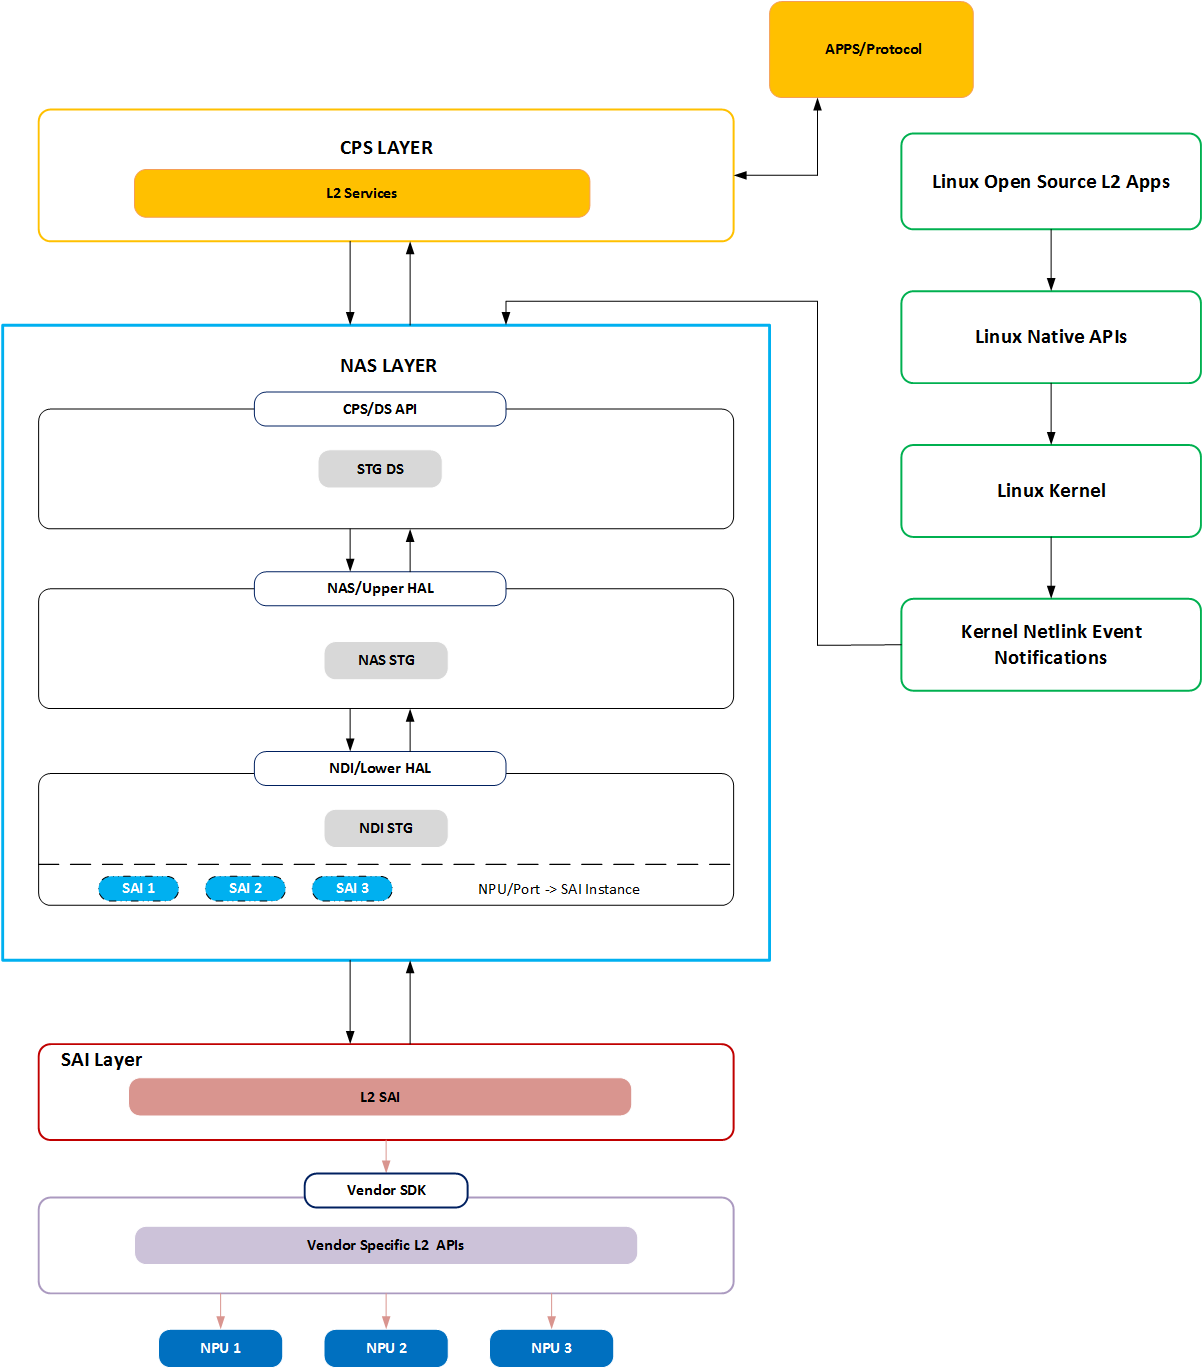 APPS/Protocol
CPS LAYER
L2 Services
Linux Open Source L2 Apps
Linux Native APIs
Linux Kernel
Kernel Netlink Event
Notifications
NAS LAYER
CPS/DS API
STG DS
NAS/Upper HAL
NAS STG
NDI/Lower HAL
NDI STG
SAI 1
SAI 2
SAI 3
NPU/Port -> SAI Instance
SAI Layer
L2 SAI
Vendor SDK
Vendor Specific L2 APIs
NPU 1
NPU 2
NPU 3